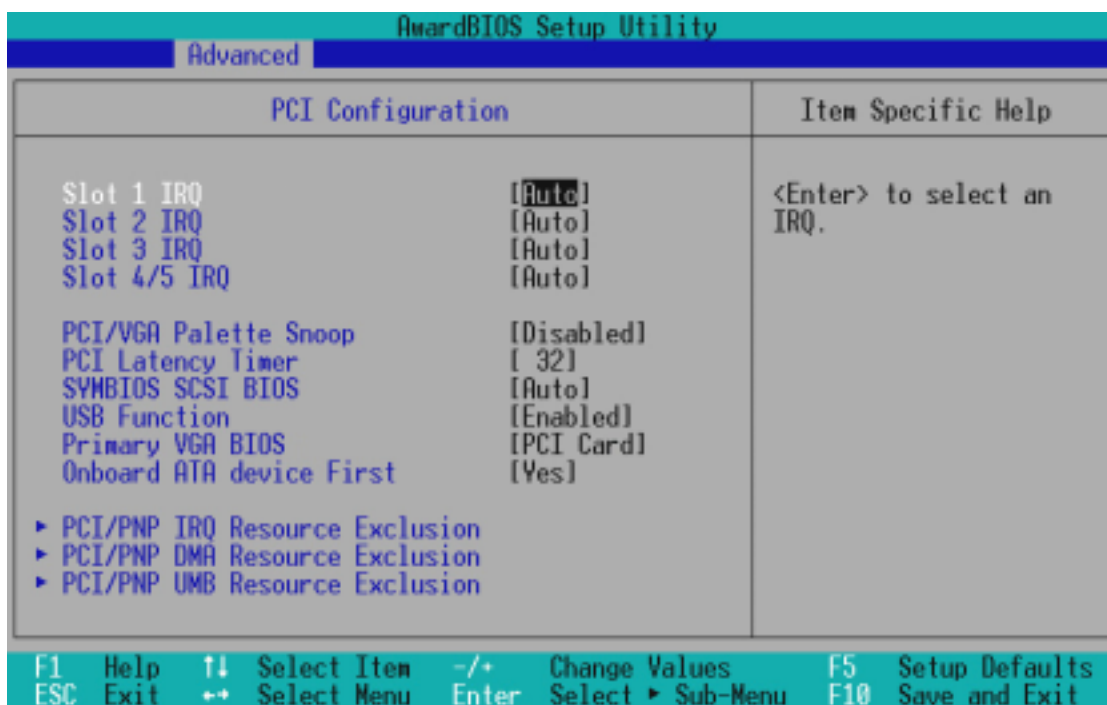 AwardBIOS Setup Utility
Advanced
PCI Configuration
Item Specific Help
Slot 1 IRQ [Auto]
Slot 2 IRQ [Auto]
Slot 3 IRQ [Auto]
Slot 4/5 IRQ [Auto]
PCI/VGA Palette Snoop [Disabled]
PCI Latency Timer [ 32]
SYMBIOS SCSI BIOS [Auto]
USB Function [Enabled]
Primary VGA BIOS [PCI Card]
Onboard ATA device First [Yes]
▸ PCI/PNP IRQ Resource Exclusion
▸ PCI/PNP DMA Resource Exclusion
▸ PCI/PNP UMB Resource Exclusion
<Enter> to select an
IRQ.
F1 Help ↑↓ Select Item -/+ Change Values F5 Setup Defaults
ESC Exit ←→ Select Menu Enter Select ▸ Sub-Menu F10 Save and Exit